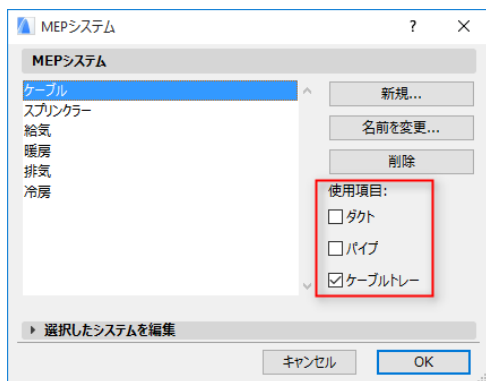 MEPシステム
MEPシステム
ケーブル
スプリンクラー
給気
暖房
排気
冷房
新規...
名前を変更...
削除
使用項目:
ダクト
パイプ
ケーブルトレー
選択したシステムを編集
キャンセル
OK